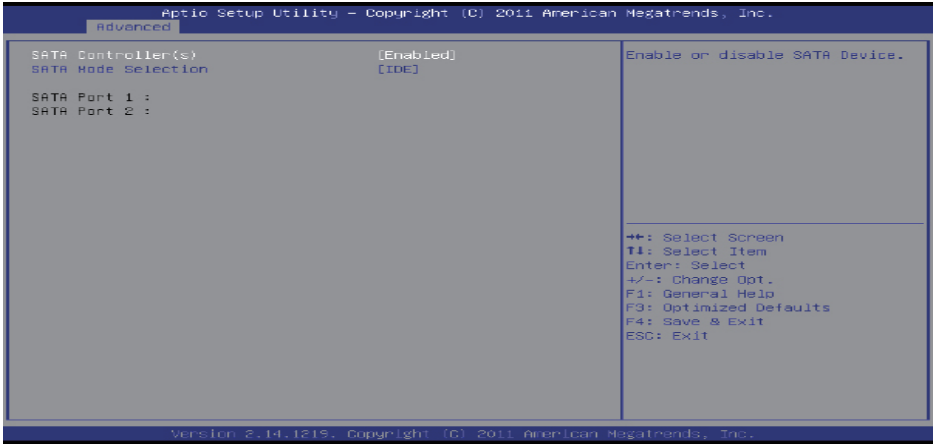 Aptio Setup Utility – Copyright (C) 2011 American Megatrends, Inc.
Advanced
SATA Controller(s) [Enabled]
SATA Mode Selection [IDE]
SATA Port 1 :
SATA Port 2 :
Enable or disable SATA Device.
→←: Select Screen
↑↓: Select Item
Enter: Select
+/-: Change Opt.
F1: General Help
F3: Optimized Defaults
F4: Save & Exit
ESC: Exit
Version 2.14.1219. Copyright (C) 2011 American Megatrends, Inc.